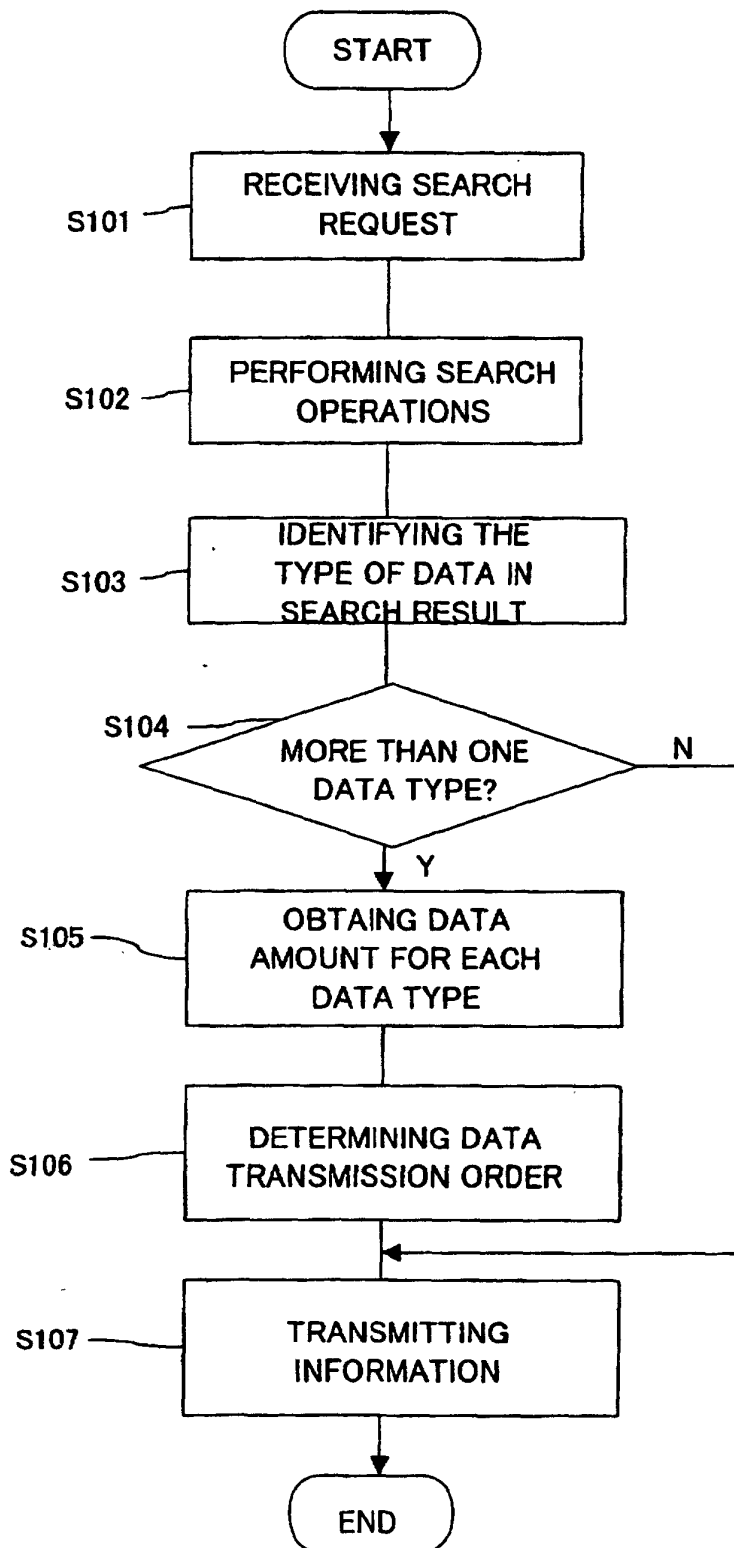 START
RECEIVING SEARCH
REQUEST
S101
PERFORMING SEARCH
OPERATIONS
S102
IDENTIFYING THE
TYPE OF DATA IN
SEARCH RESULT
S103
S104
MORE THAN ONE
DATA TYPE?
N
Y
OBTAING DATA
AMOUNT FOR EACH
DATA TYPE
S105
DETERMINING DATA
TRANSMISSION ORDER
S106
TRANSMITTING
INFORMATION
S107
END